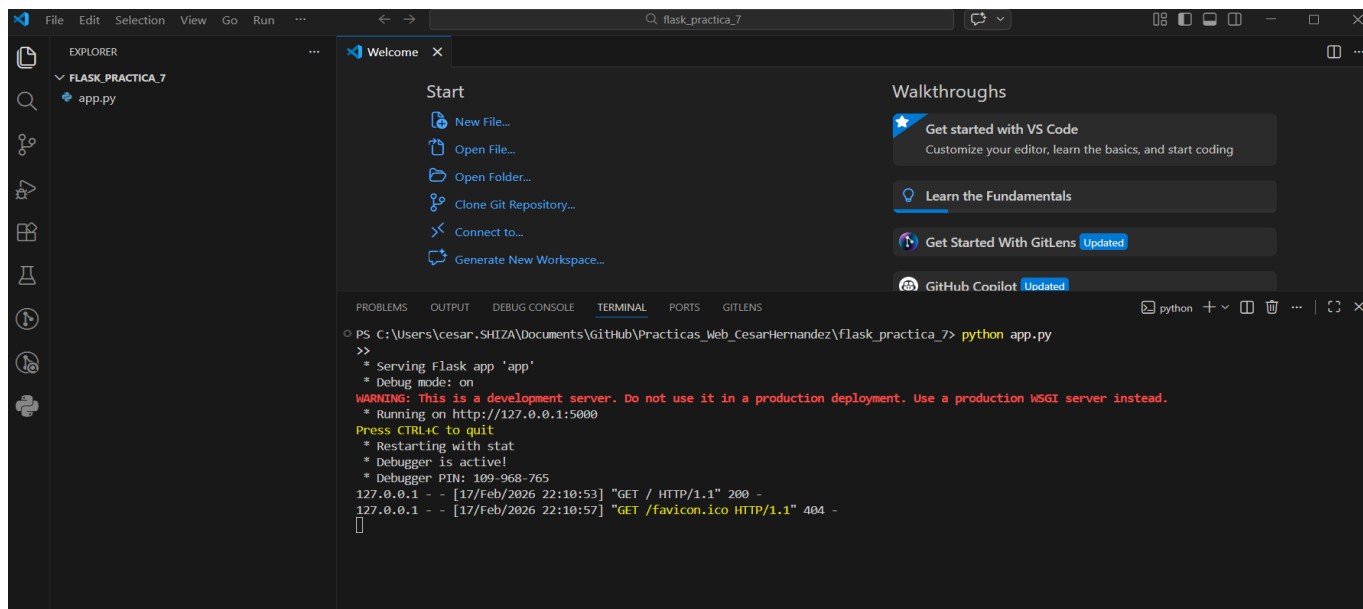 File Edit Selection View Go Run ···
flask_practica_7
EXPLORER ···
FLASK_PRACTICA_7
app.py
Welcome
Start
New File...
Open File...
Open Folder...
Clone Git Repository...
Connect to...
Generate New Workspace...
Walkthroughs
Get started with VS Code
Customize your editor, learn the basics, and start coding
Learn the Fundamentals
Get Started With GitLens Updated
GitHub Copilot Updated
PROBLEMS OUTPUT DEBUG CONSOLE TERMINAL PORTS GITLENS
python
PS C:\Users\cesar.SHIZA\Documents\GitHub\Practicas_Web_CesarHernandez\flask_practica_7> python app.py
>>
* Serving Flask app 'app'
* Debug mode: on
WARNING: This is a development server. Do not use it in a production deployment. Use a production WSGI server instead.
* Running on http://127.0.0.1:5000
Press CTRL+C to quit
* Restarting with stat
* Debugger is active!
* Debugger PIN: 109-968-765
127.0.0.1 - - [17/Feb/2026 22:10:53] "GET / HTTP/1.1" 200 -
127.0.0.1 - - [17/Feb/2026 22:10:57] "GET /favicon.ico HTTP/1.1" 404 -